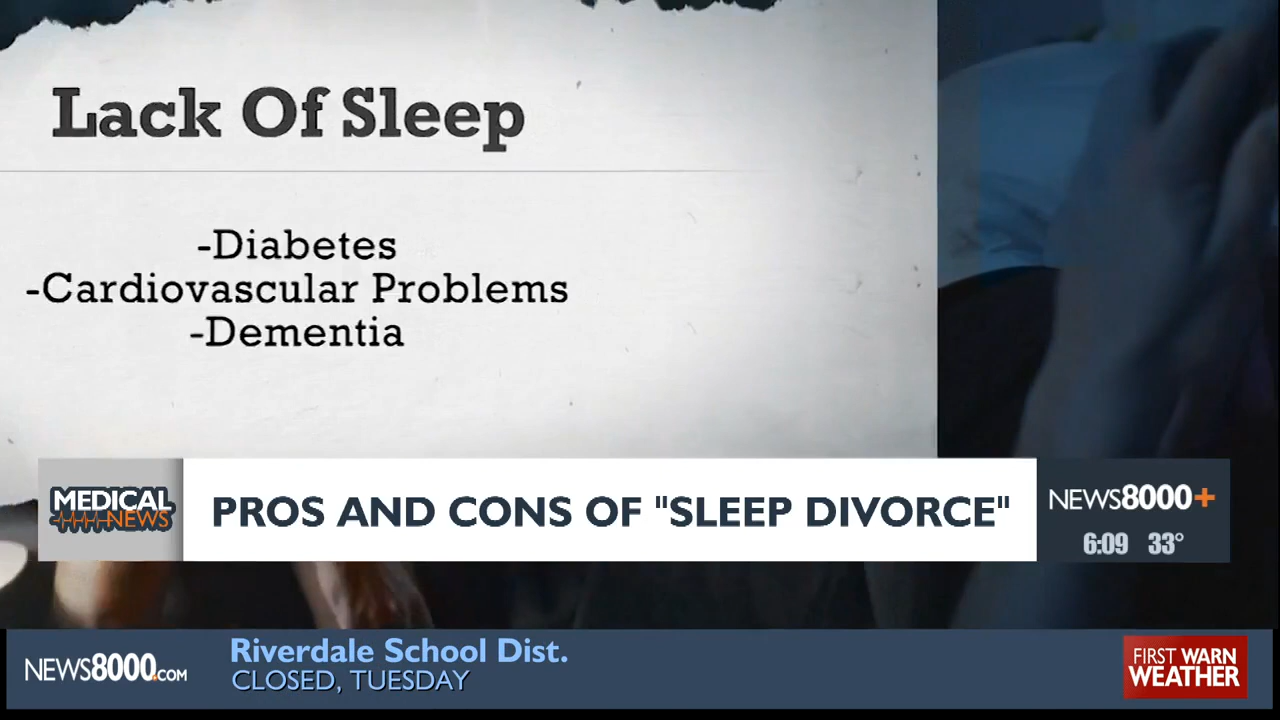 Lack Of Sleep
-Diabetes
-Cardiovascular Problems
-Dementia
MEDICAL
NEWS
PROS AND CONS OF "SLEEP DIVORCE"
NEWS8000+
6:09 33°
NEWS8000.COM
Riverdale School Dist.
CLOSED, TUESDAY
FIRST WARN
WEATHER